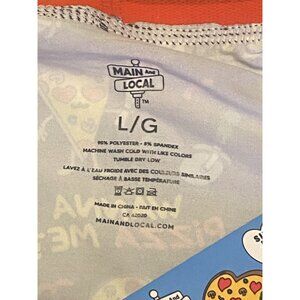 MAIN And
LOCAL
TM
L/G
95% POLYESTER • 5% SPANDEX
MACHINE WASH COLD WITH LIKE COLORS
TUMBLE DRY LOW
LAVEZ À L'EAU FROIDE AVEC DES COULEURS SIMILAIRES
SÉCHAGE À BASSE TEMPÉRATURE
MADE IN CHINA • FAIT EN CHINE
MAINANDLOCAL.COM